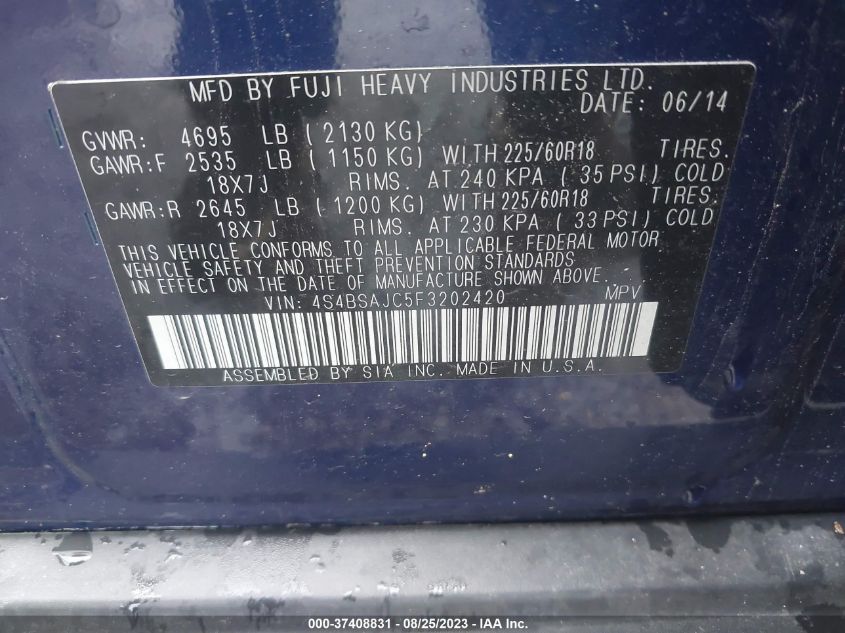 MFD BY FUJI HEAVY INDUSTRIES LTD.
DATE: 06/14
GVWR: 4695 LB ( 2130 KG)
GAWR:F 2535 LB ( 1150 KG) WITH 225/60R18 TIRES.
18X7J RIMS. AT 240 KPA ( 35 PSI) COLD
GAWR:R 2645 LB ( 1200 KG) WITH 225/60R18 TIRES.
18X7J RIMS. AT 230 KPA ( 33 PSI) COLD
THIS VEHICLE CONFORMS TO ALL APPLICABLE FEDERAL MOTOR
VEHICLE SAFETY AND THEFT PREVENTION STANDARDS
IN EFFECT ON THE DATE OF MANUFACTURE SHOWN ABOVE.
VIN: 4S4BSAJC5F3202420 MPV
ASSEMBLED BY SIA INC. MADE IN U.S.A.
000-37408831 - 08/25/2023 - IAA Inc.